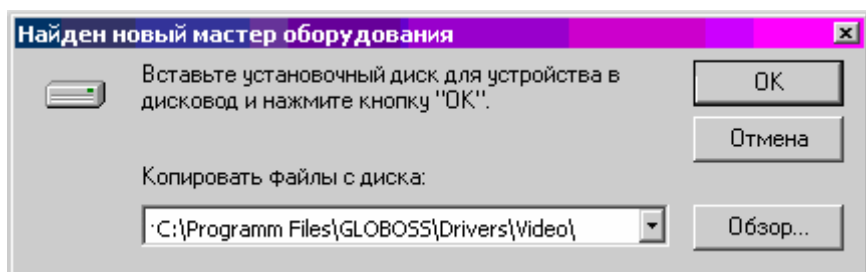 Найден новый мастер оборудования
Вставьте установочный диск для устройства в
дисковод и нажмите кнопку "OK".
OK
Отмена
Копировать файлы с диска:
C:\Programm Files\GLOBOSS\Drivers\Video\
Обзор...